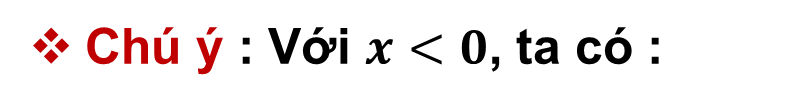 ❖ Chú ý : Với x < 0, ta có :